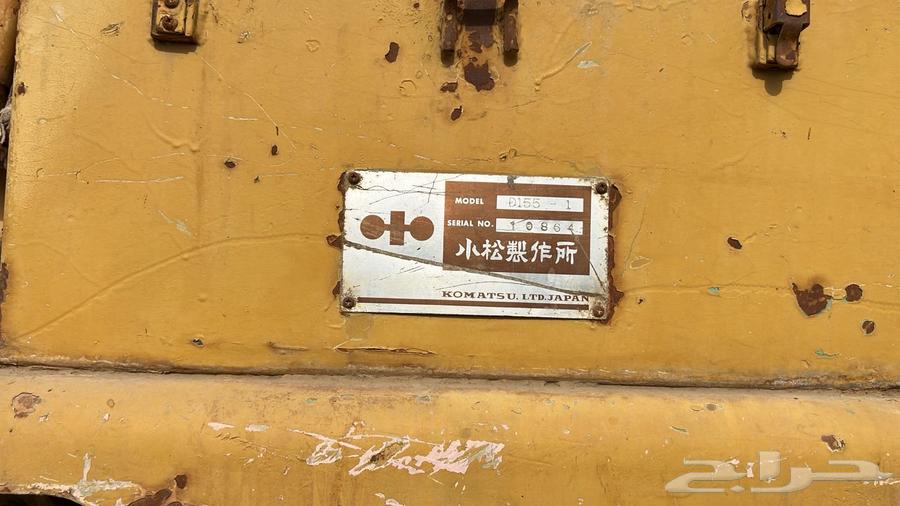 MODEL D155 - 1
SERIAL NO. 10864
小松製作所
KOMATSU, LTD. JAPAN
حراج